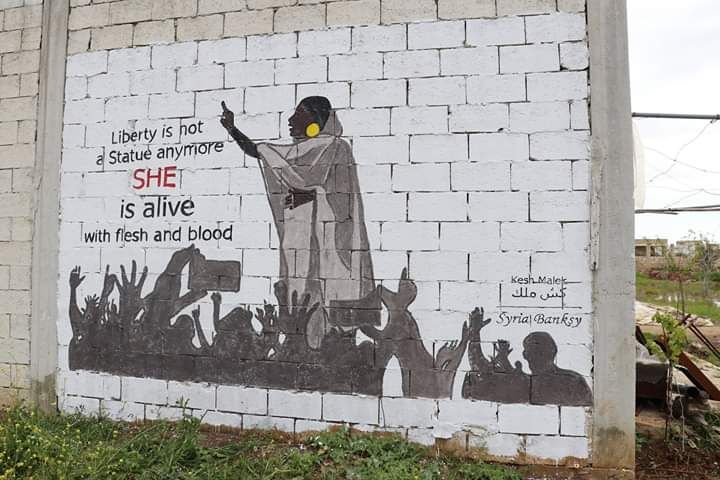 Liberty is not
a Statue anymore
SHE
is alive
with flesh and blood
Kesh Malek
كش ملك
Syria Banksy